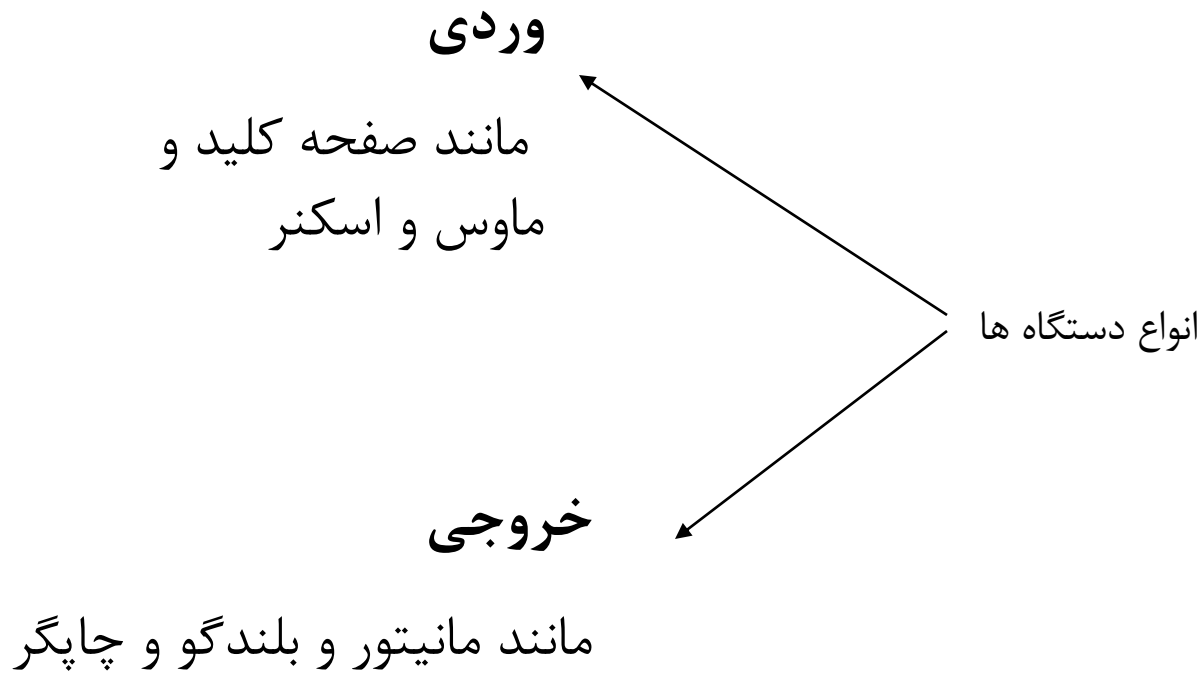 وردی
مانند صفحه کلید و
ماوس و اسکنر
انواع دستگاه ها
خروجی
مانند مانیتور و بلندگو و چاپگر